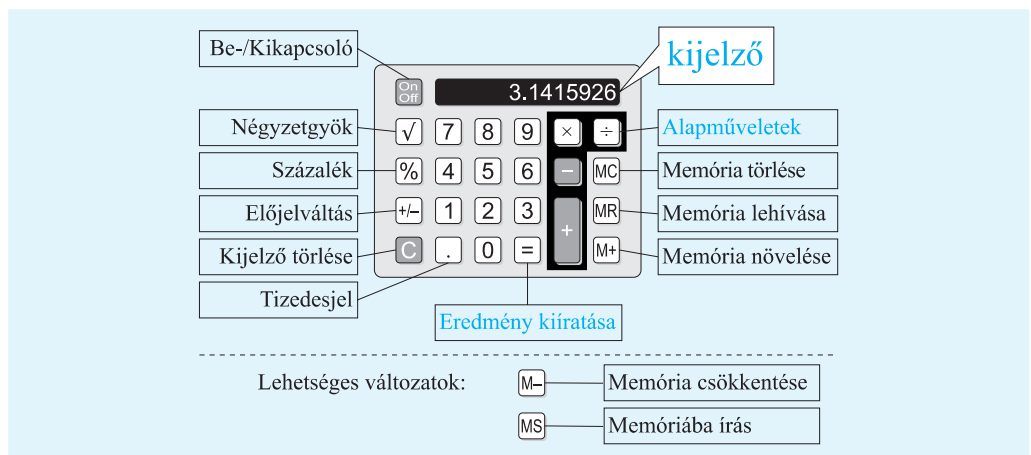 Be-/Kikapcsoló
kijelző
On
Off
3.1415926
Négyzetgyök
√ 7 8 9 × ÷
Alapműveletek
Százalék
% 4 5 6 − MC
Memória törlése
Előjelváltás
+/– 1 2 3 + MR
Memória lehívása
Kijelző törlése
C . 0 = M+
Memória növelése
Tizedesjel
Eredmény kiíratása
Lehetséges változatok:
M– Memória csökkentése
MS Memóriába írás